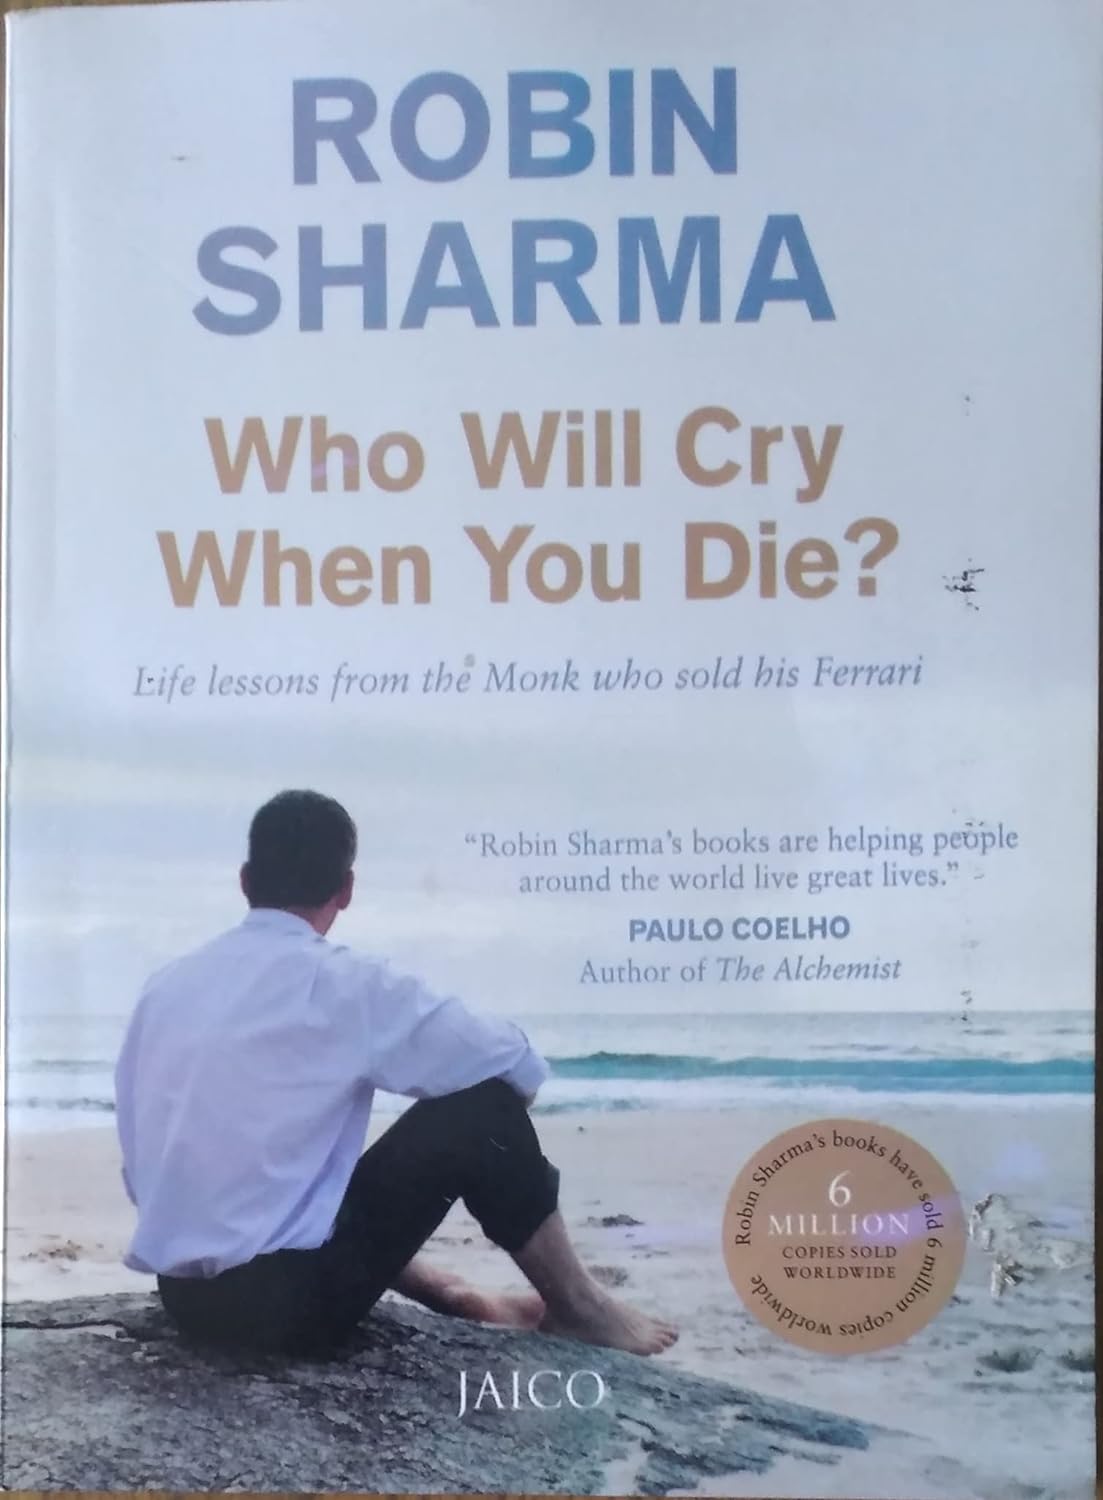 ROBIN
SHARMA
Who Will Cry
When You Die?
Life lessons from the Monk who sold his Ferrari
“Robin Sharma's books are helping people
around the world live great lives.”
PAULO COELHO
Author of The Alchemist
Robin Sharma's books have sold 6 million copies worldwide
6
MILLION
COPIES SOLD
WORLDWIDE
JAICO